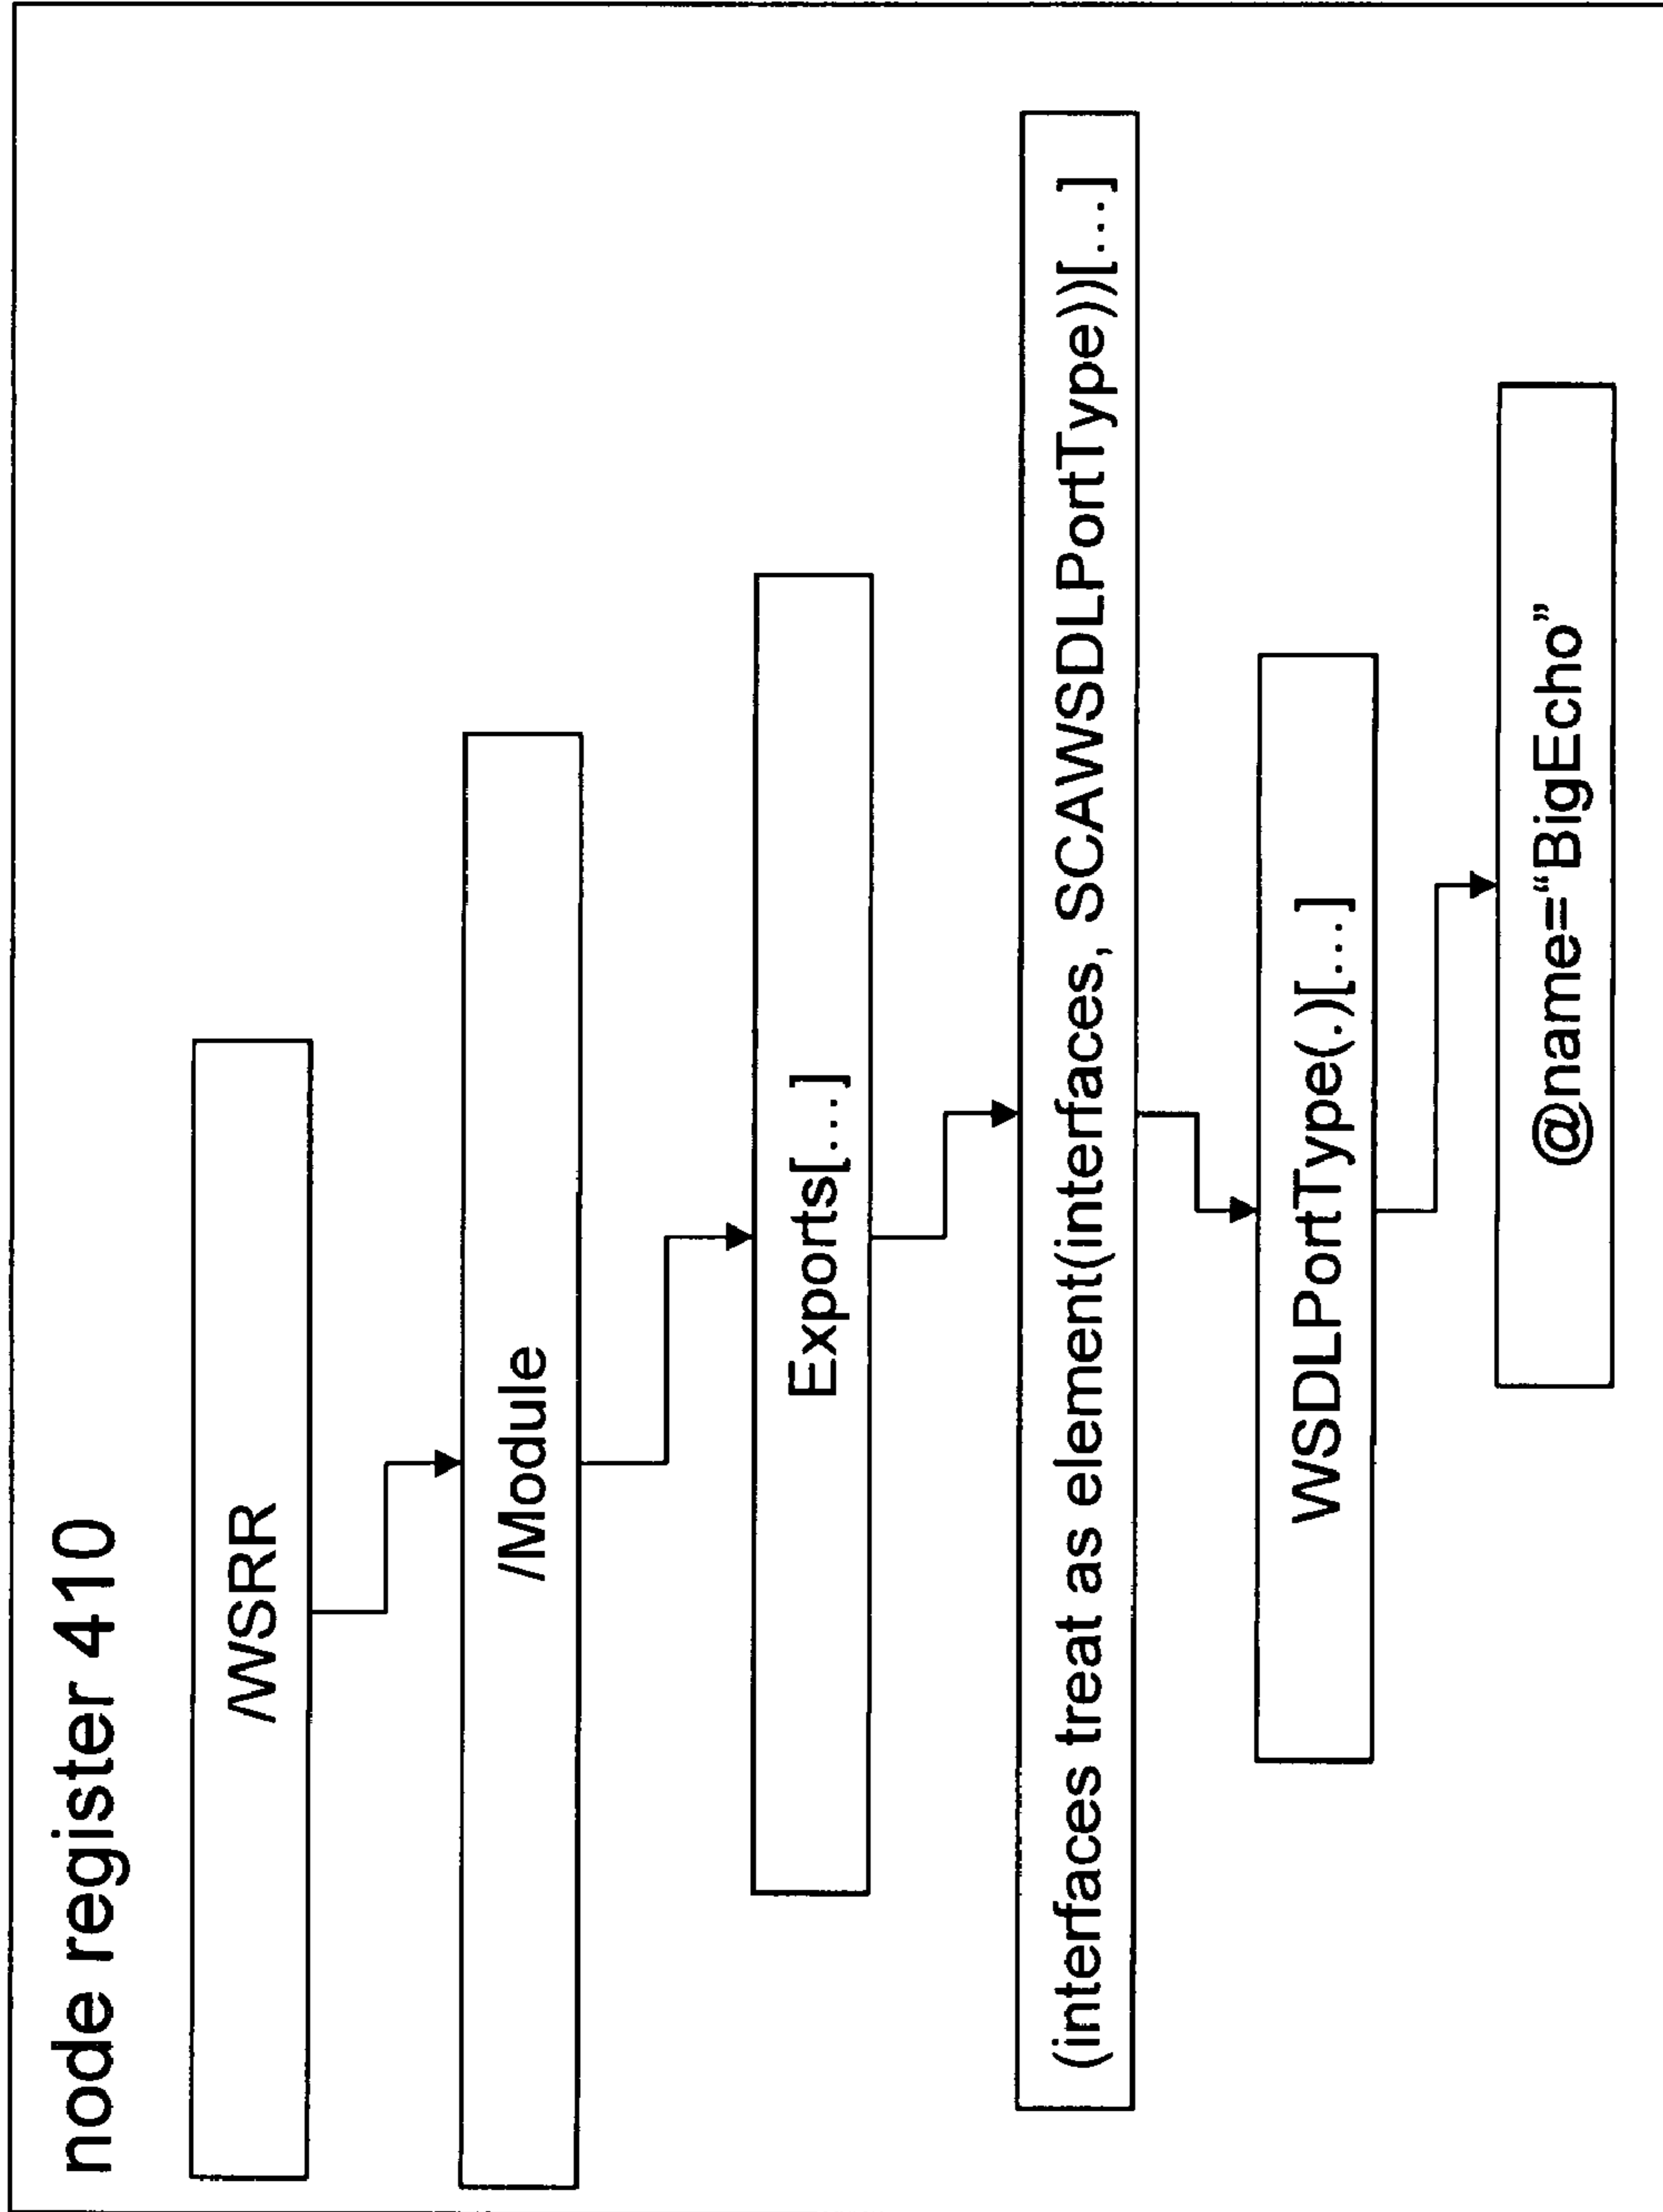 node register 410
/WSRR
/Module
Exports[…]
(interfaces treat as element(interfaces, SCAWSDLPortType))[…]
WSDLPortType(.)[…]
@name=“BigEcho”